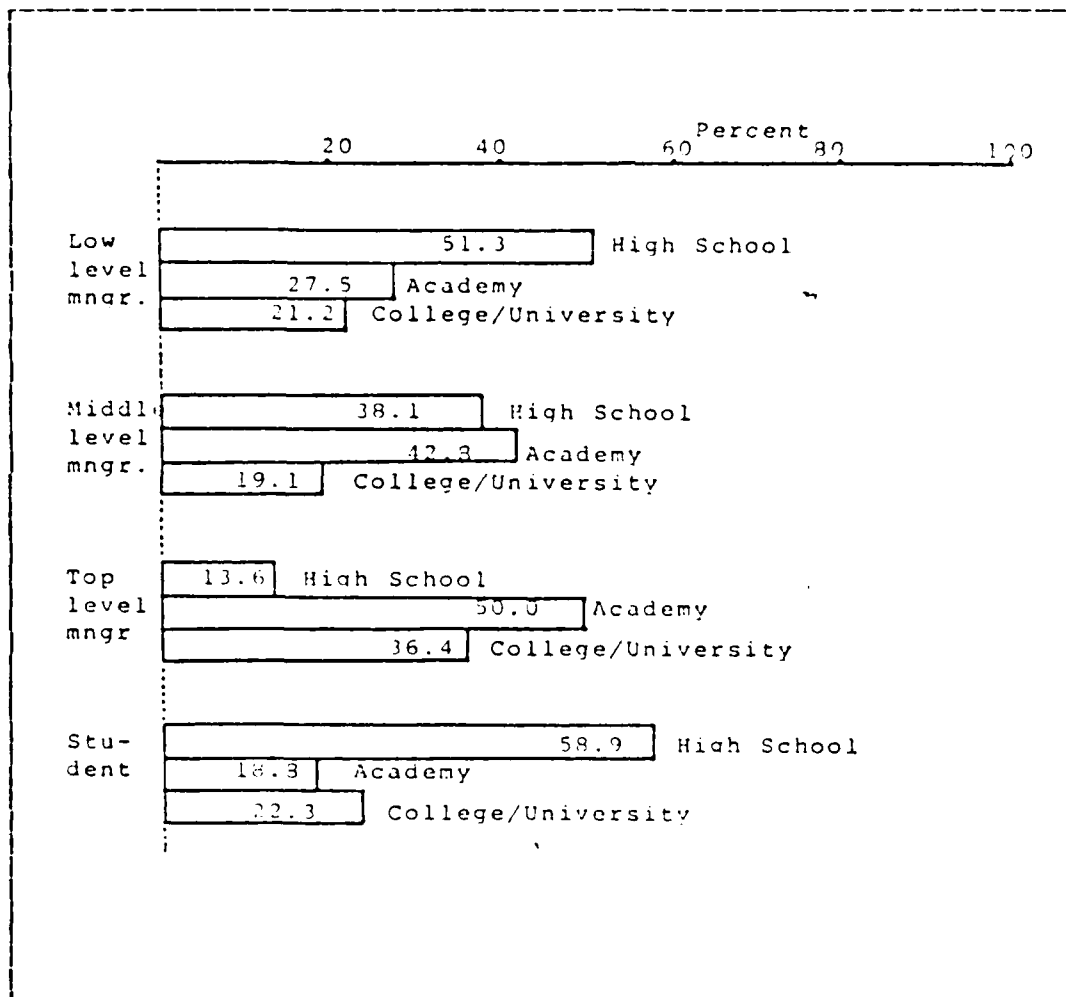 Percent
20 40 60 80 100
Low level mngr.
51.3 High School
27.5 Academy
21.2 College/University
Middle level mngr.
38.1 High School
42.8 Academy
19.1 College/University
Top level mngr
13.6 High School
50.0 Academy
36.4 College/University
Stu-
dent
58.9 High School
18.8 Academy
22.3 College/University